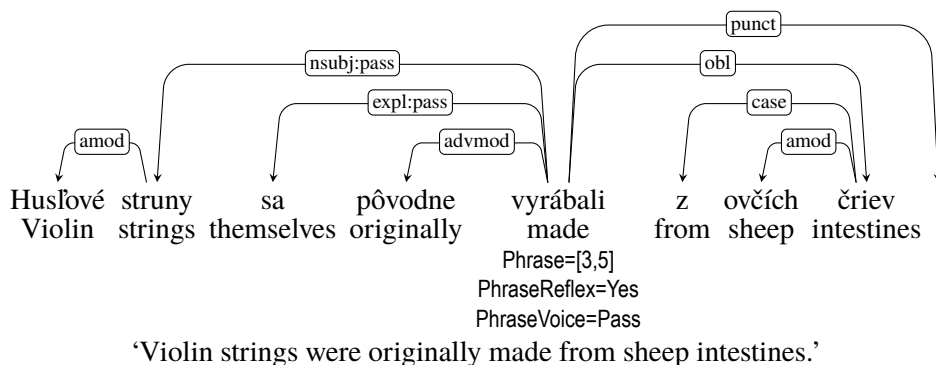 punct
nsubj:pass obl
expl:pass case
amod advmod amod
Husľové struny sa pôvodne vyrábali z ovčích čriev
Violin strings themselves originally made from sheep intestines
Phrase=[3,5]
PhraseReflex=Yes
PhraseVoice=Pass
‘Violin strings were originally made from sheep intestines.’